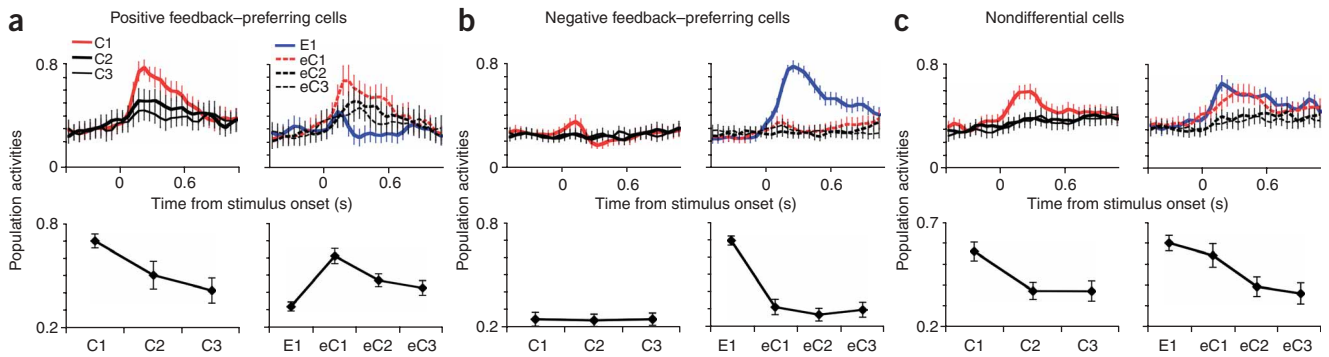 a
Positive feedback–preferring cells
C1
C2
C3
E1
eC1
eC2
eC3
0.8
0
0 0.6
0 0.6
Population activities
Time from stimulus onset (s)
0.8
0.2
C1 C2 C3
E1 eC1 eC2 eC3
b
Negative feedback–preferring cells
0.8
0
0 0.6
0 0.6
Population activities
Time from stimulus onset (s)
0.8
0.2
C1 C2 C3
E1 eC1 eC2 eC3
c
Nondifferential cells
0.8
0
0 0.6
0 0.6
Population activities
Time from stimulus onset (s)
0.7
0.2
C1 C2 C3
E1 eC1 eC2 eC3